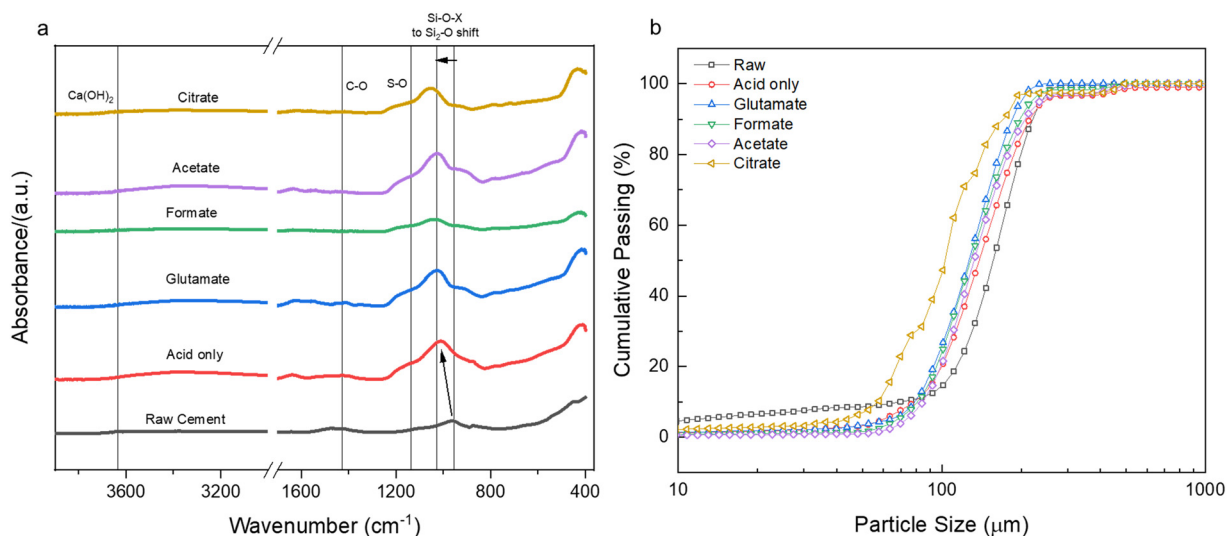 a
Si-O-X
to Si₂-O shift
Ca(OH)₂
C-O
S-O
Citrate
Acetate
Formate
Glutamate
Acid only
Raw Cement
Absorbance/(a.u.)
3600 3200 1600 1200 800 400
Wavenumber (cm⁻¹)
b
Raw
Acid only
Glutamate
Formate
Acetate
Citrate
Cumulative Passing (%)
100
80
60
40
20
0
10 100 1000
Particle Size (μm)